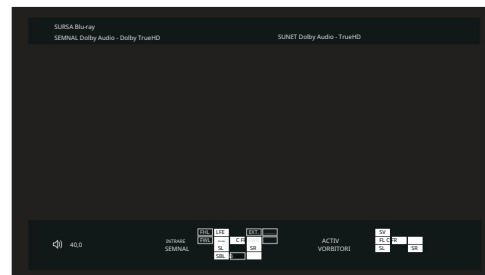 SURSA Blu-ray
SEMNAL Dolby Audio - Dolby TrueHD
SUNET Dolby Audio - TrueHD
40,0
INTRARE
SEMNAL
FHL LFE EXT
FWL C FR
SL SR
SBL
ACTIV
VORBITORI
SV
FL C FR
SL SR